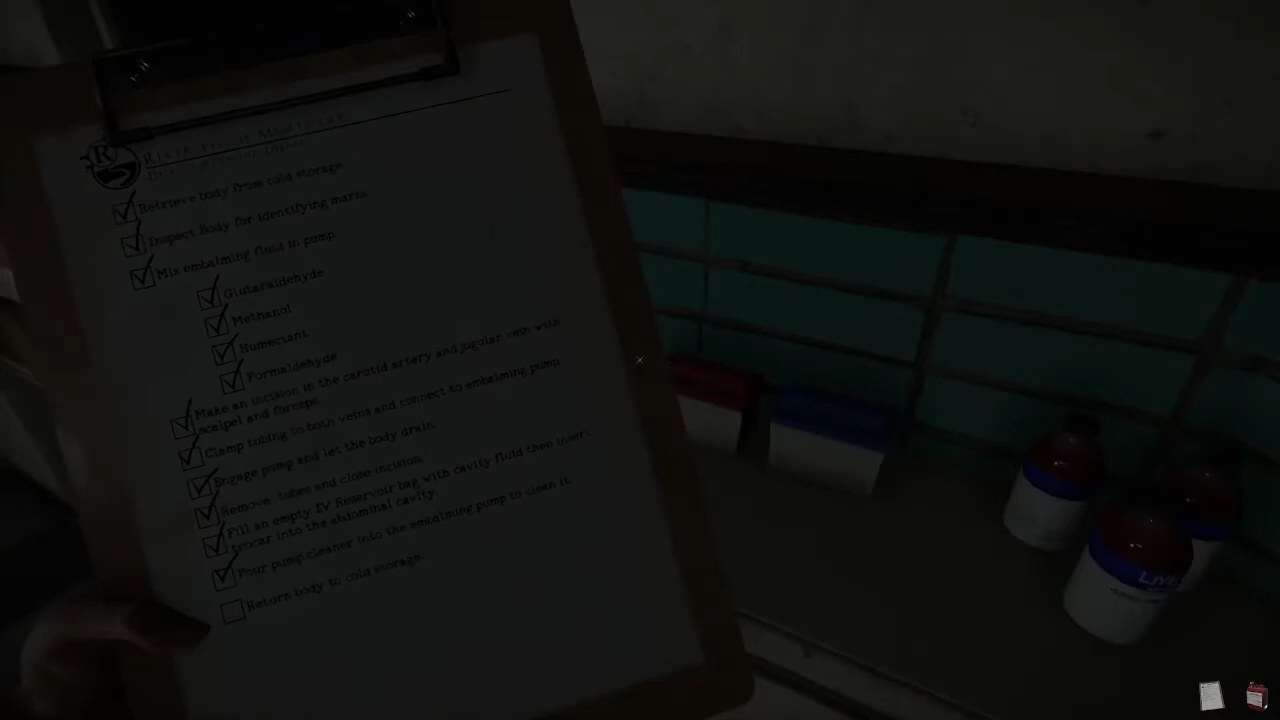 R
Retrieve body from cold storage
Inspect Body for identifying marks
Mix embalming fluid in pump
Glutaraldehyde
Methanol
Humectant
Formaldehyde
Make an incision in the carotid artery and jugular vein with
scalpel and forceps.
Clamp tubing to both veins and connect to embalming pump
Engage pump and let the body drain.
Remove tubes and close incision.
Fill an empty IV Reservoir bag with cavity fluid then insert
trocar into the abdominal cavity
Pour pump cleaner into the embalming pump to clean it.
Return body to cold storage.